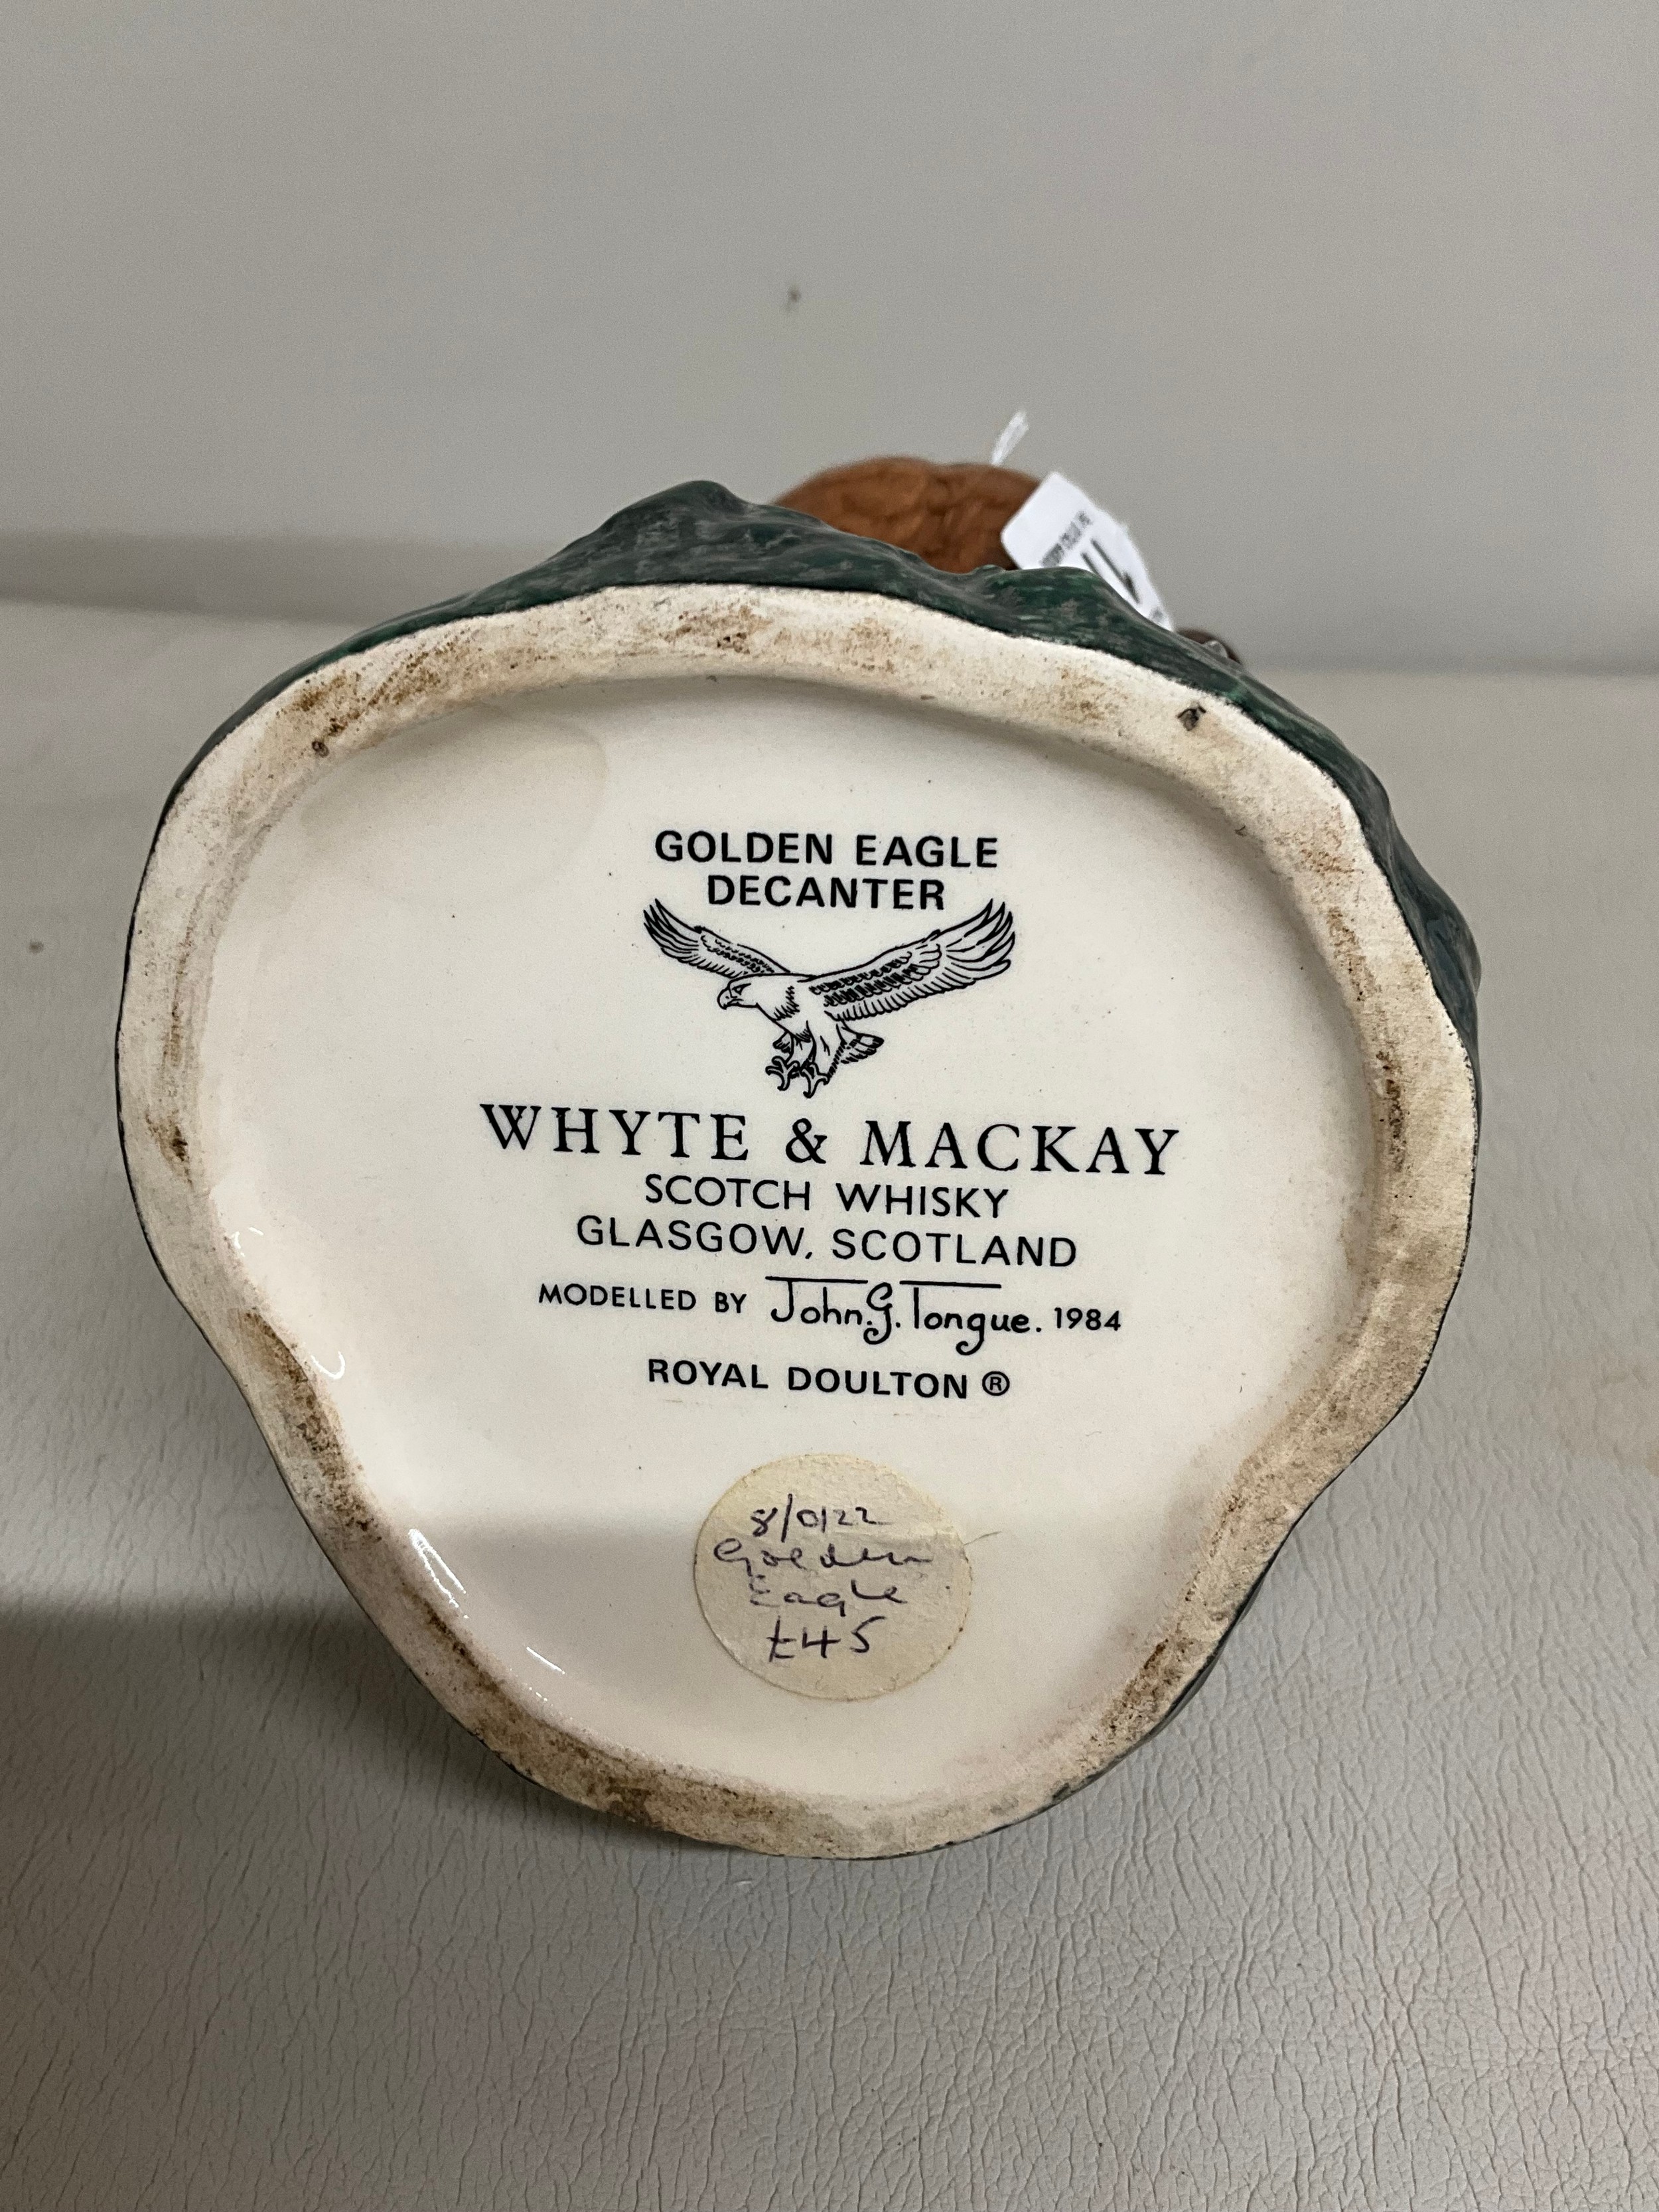 GOLDEN EAGLE
DECANTER
WHYTE & MACKAY
SCOTCH WHISKY
GLASGOW, SCOTLAND
MODELLED BY John.G.Tongue. 1984
ROYAL DOULTON ®
8/0122
Golden
Eagle
£45